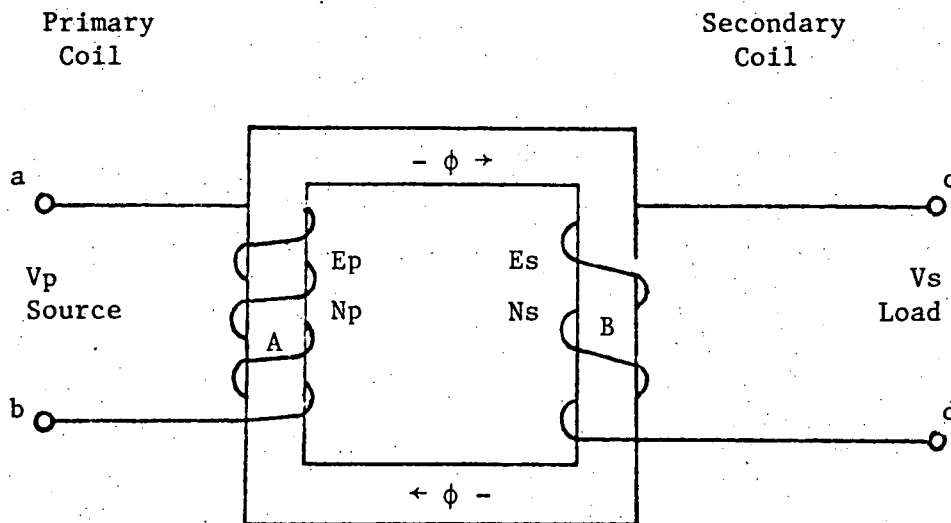 Primary
Coil
Secondary
Coil
- ϕ →
a
Ep
Es
Vp
Source
Np
Ns
Vs
Load
A
B
b
d
← ϕ -